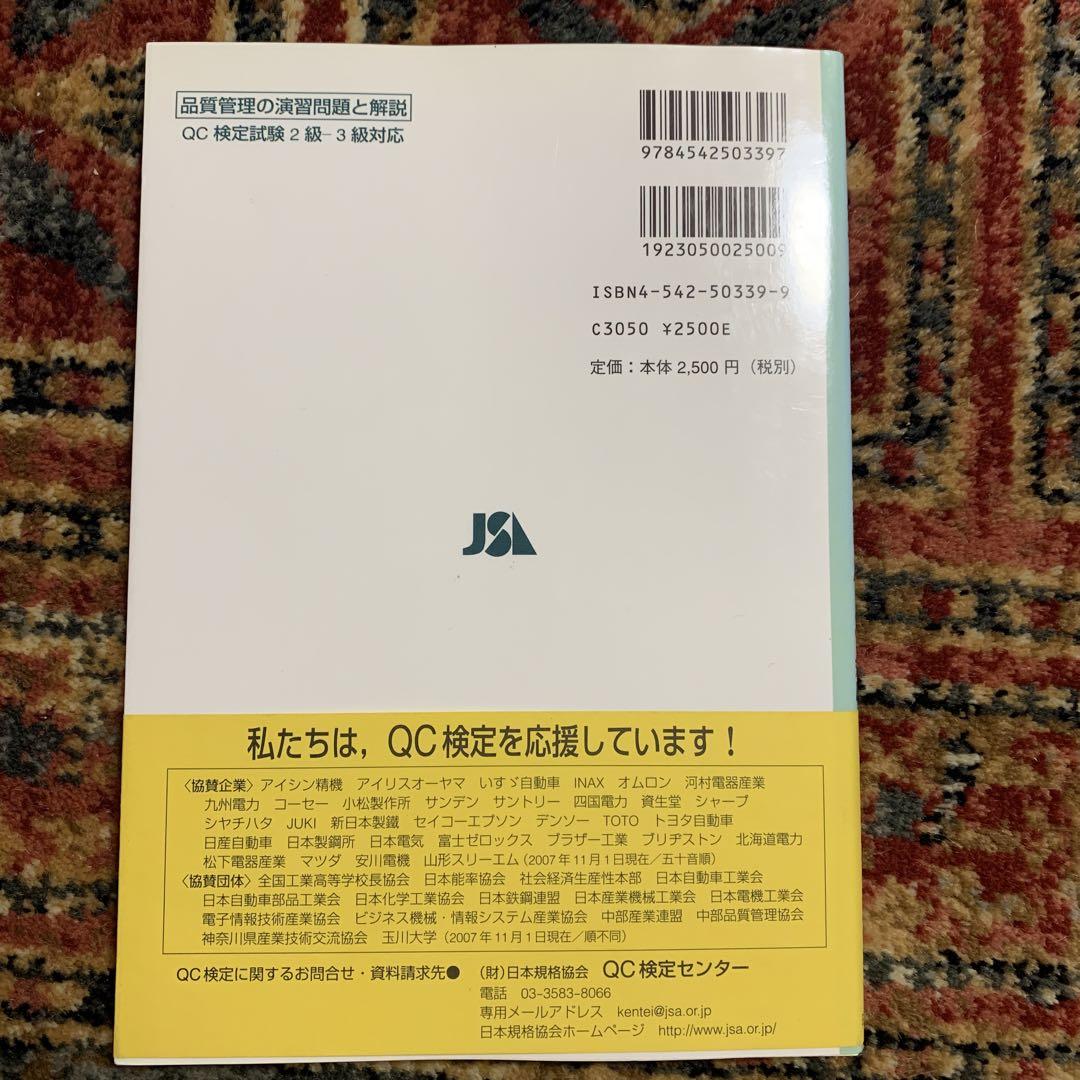 品質管理の演習問題と解説
QC検定試験2級-3級対応
9784542503397
1923050025009
ISBN4-542-50339-9
C3050 ¥2500E
定価：本体 2,500 円（税別）
JSA
私たちは，QC検定を応援しています！
〈協賛企業〉アイシン精機 アイリスオーヤマ いすゞ自動車 INAX オムロン 河村電器産業
九州電力 コーセー 小松製作所 サンデン サントリー 四国電力 資生堂 シャープ
シヤチハタ JUKI 新日本製鐵 セイコーエプソン デンソー TOTO トヨタ自動車
日産自動車 日本製鋼所 日本電気 富士ゼロックス ブラザー工業 ブリヂストン 北海道電力
松下電器産業 マツダ 安川電機 山形スリーエム（2007年11月1日現在／五十音順）
〈協賛団体〉全国工業高等学校長協会 日本能率協会 社会経済生産性本部 日本自動車工業会
日本自動車部品工業会 日本化学工業協会 日本鉄鋼連盟 日本産業機械工業会 日本電機工業会
電子情報技術産業協会 ビジネス機械・情報システム産業協会 中部産業連盟 中部品質管理協会
神奈川県産業技術交流協会 玉川大学（2007年11月1日現在／順不同）
QC検定に関するお問合せ・資料請求先● （財）日本規格協会 QC検定センター
電話 03-3583-8066
専用メールアドレス kentei@jsa.or.jp
日本規格協会ホームページ http://www.jsa.or.jp/